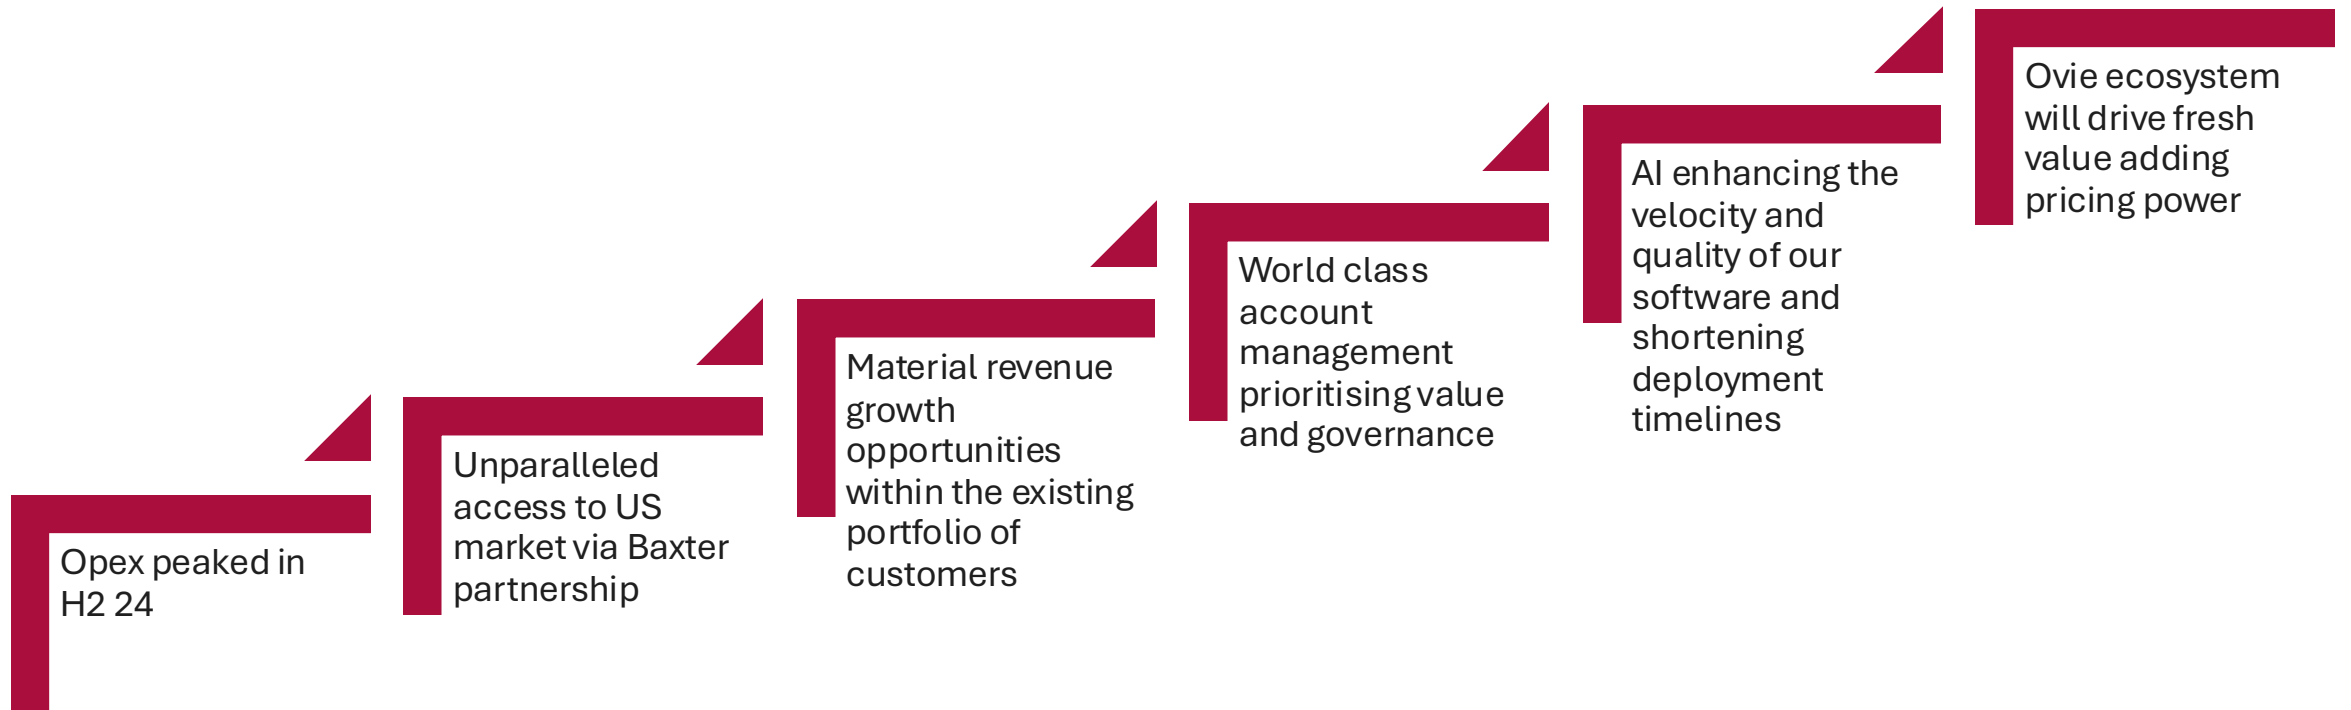 Opex peaked in
H2 24
Unparalleled
access to US
market via Baxter
partnership
Material revenue
growth
opportunities
within the existing
portfolio of
customers
World class
account
management
prioritising value
and governance
AI enhancing the
velocity and
quality of our
software and
shortening
deployment
timelines
Ovie ecosystem
will drive fresh
value adding
pricing power